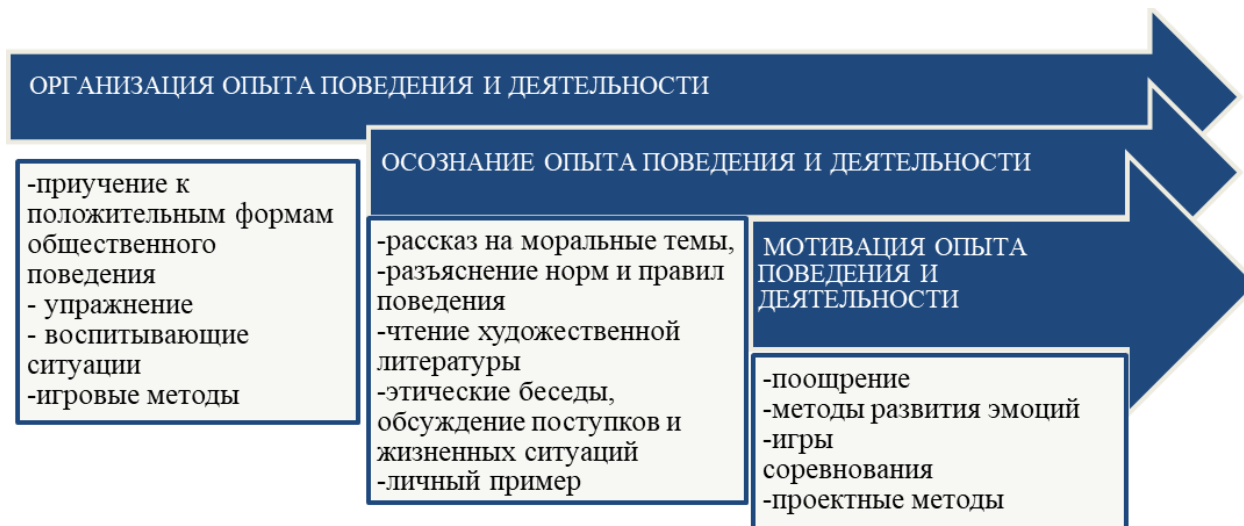 ОРГАНИЗАЦИЯ ОПЫТА ПОВЕДЕНИЯ И ДЕЯТЕЛЬНОСТИ
-приучение к
положительным формам
общественного
поведения
- упражнение
- воспитывающие
ситуации
-игровые методы
ОСОЗНАНИЕ ОПЫТА ПОВЕДЕНИЯ И ДЕЯТЕЛЬНОСТИ
-рассказ на моральные темы,
-разъяснение норм и правил
поведения
-чтение художественной
литературы
-этические беседы,
обсуждение поступков и
жизненных ситуаций
-личный пример
МОТИВАЦИЯ ОПЫТА
ПОВЕДЕНИЯ И
ДЕЯТЕЛЬНОСТИ
-поощрение
-методы развития эмоций
-игры
соревнования
-проектные методы